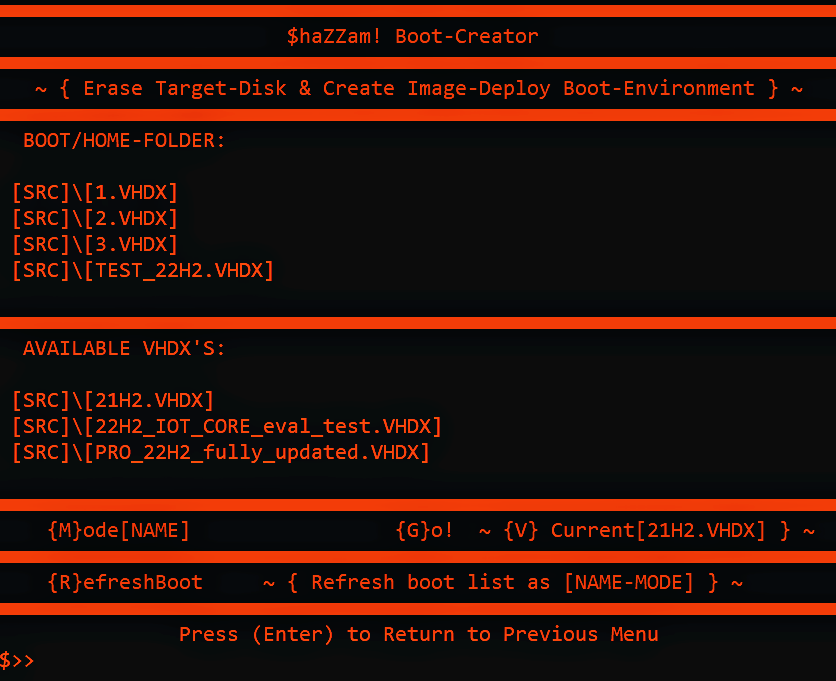 $haZZam! Boot-Creator
~ { Erase Target-Disk & Create Image-Deploy Boot-Environment } ~
BOOT/HOME-FOLDER:
[SRC]\[1.VHDX]
[SRC]\[2.VHDX]
[SRC]\[3.VHDX]
[SRC]\[TEST_22H2.VHDX]
AVAILABLE VHDX'S:
[SRC]\[21H2.VHDX]
[SRC]\[22H2_IOT_CORE_eval_test.VHDX]
[SRC]\[PRO_22H2_fully_updated.VHDX]
{M}ode[NAME] {G}o! ~ {V} Current[21H2.VHDX] } ~
{R}efreshBoot ~ { Refresh boot list as [NAME-MODE] } ~
Press (Enter) to Return to Previous Menu
$>>